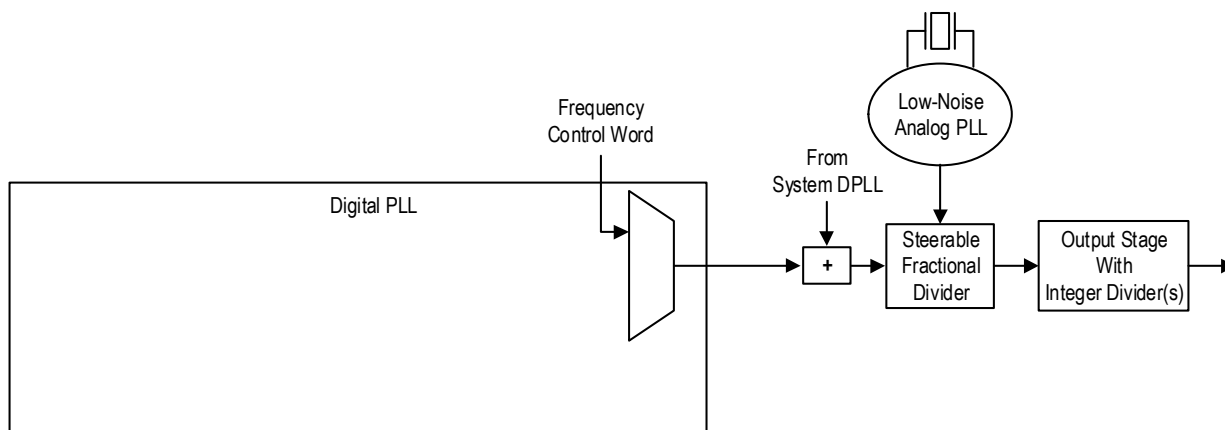 Low-Noise
Analog PLL
Frequency
Control Word
From
System DPLL
Digital PLL
+
Steerable
Fractional
Divider
Output Stage
With
Integer Divider(s)